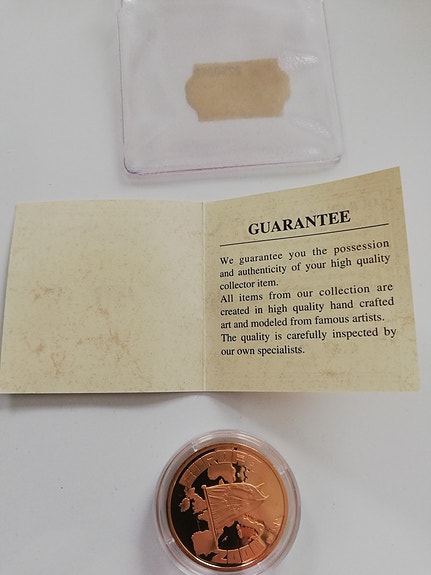 GUARANTEE
We guarantee you the possession
and authenticity of your high quality
collector item.
All items from our collection are
created in high quality hand crafted
art and modeled from famous artists.
The quality is carefully inspected by
our own specialists.